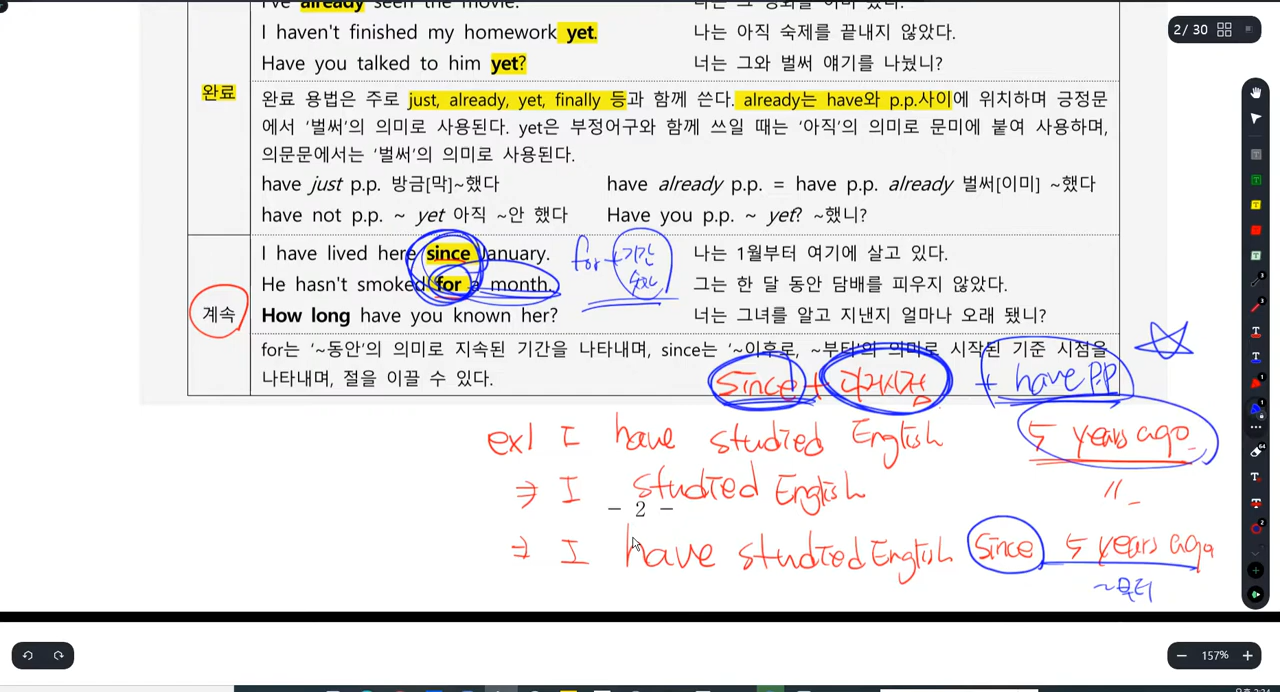 I've already seen the movie.
나는 그 영화를 이미 봤다.
I haven't finished my homework yet.
나는 아직 숙제를 끝내지 않았다.
Have you talked to him yet?
너는 그와 벌써 얘기를 나눴니?
완료
완료 용법은 주로 just, already, yet, finally 등과 함께 쓴다. already는 have와 p.p.사이에 위치하며 긍정문
에서 '벌써'의 의미로 사용된다. yet은 부정어구와 함께 쓰일 때는 '아직'의 의미로 문미에 붙여 사용하며,
의문문에서는 '벌써'의 의미로 사용된다.
have just p.p. 방금[막]~했다
have already p.p. = have p.p. already 벌써[이미] ~했다
have not p.p. ~ yet 아직 ~안 했다
Have you p.p. ~ yet? ~했니?
I have lived here since January.
for + 기간
숫자
나는 1월부터 여기에 살고 있다.
He hasn't smoked for a month.
그는 한 달 동안 담배를 피우지 않았다.
계속
How long have you known her?
너는 그녀를 알고 지낸지 얼마나 오래 됐니?
for는 '~동안'의 의미로 지속된 기간을 나타내며, since는 '~이후로, ~부터'의 의미로 시작된 기준 시점을
나타내며, 절을 이끌 수 있다.
Since + 과거시점 + have P.P
ex) I have studied English 5 years ago
⇒ I studied English 〃
- 2 -
⇒ I have studied English Since 5 years ago
~부터
2 / 30
157%